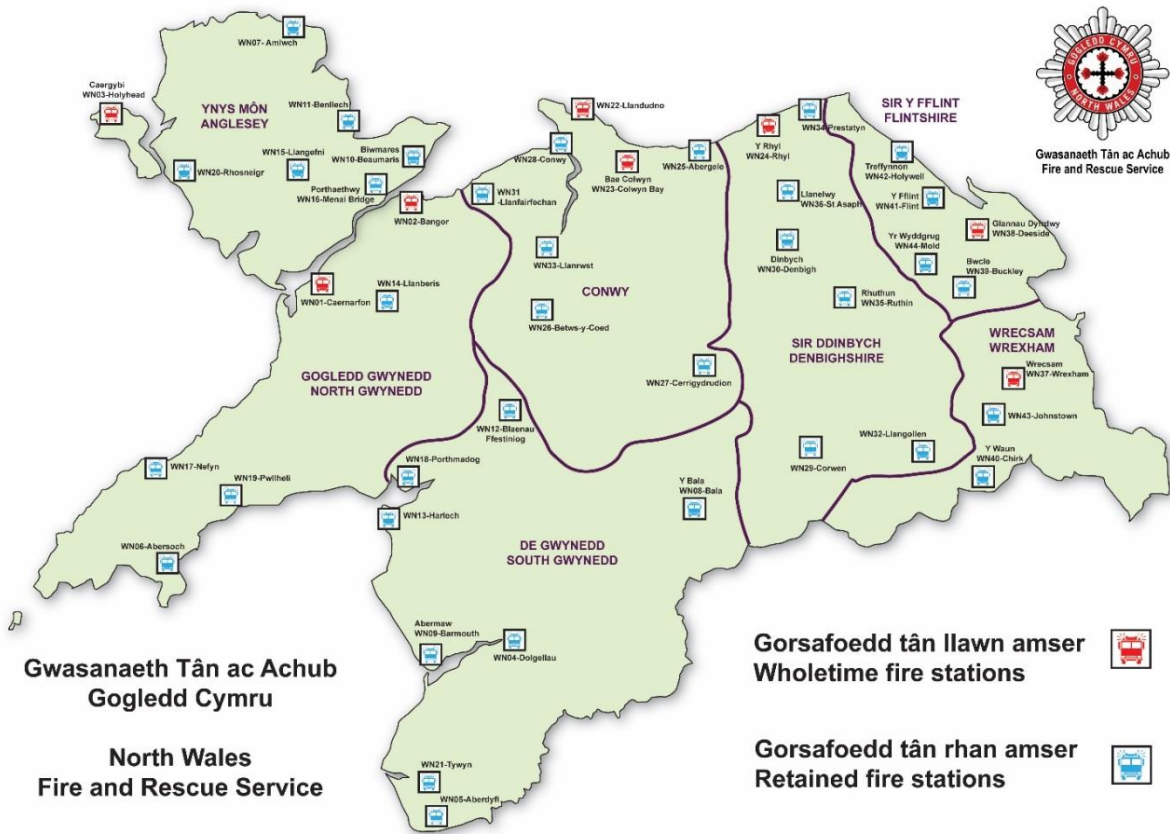 WN07- Amlwch
Caergybi
WN03-Holyhead
YNYS MÔN
ANGLESEY
WN11-Benllech
Biwmares
WN10-Beaumaris
WN15-Llangefni
WN20-Rhosneigr
Porthaethwy
WN16-Menai Bridge
WN02-Bangor
WN01-Caernarfon
WN14-Llanberis
GOGLEDD GWYNEDD
NORTH GWYNEDD
WN17-Nefyn
WN19-Pwllheli
WN06-Abersoch
WN22-Llandudno
WN28-Conwy
Bae Colwyn
WN23-Colwyn Bay
WN25-Abergele
WN31
-Llanfairfechan
WN33-Llanrwst
CONWY
WN26-Betws-y-Coed
WN27-Cerrigydrudion
WN12-Blaenau
Ffestiniog
WN18-Porthmadog
WN13-Harlech
Y Bala
WN08-Bala
DE GWYNEDD
SOUTH GWYNEDD
Abermaw
WN09-Barmouth
WN04-Dolgellau
WN21-Tywyn
WN05-Aberdyfi
Y Rhyl
WN24-Rhyl
WN34-Prestatyn
Llanelwy
WN36-St Asaph
Dinbych
WN30-Denbigh
Rhuthun
WN35-Ruthin
SIR DDINBYCH
DENBIGHSHIRE
WN29-Corwen
WN32-Llangollen
SIR Y FFLINT
FLINTSHIRE
Treffynnon
WN42-Holywell
Y Fflint
WN41-Flint
Glannau Dyfrdwy
WN38-Deeside
Yr Wyddgrug
WN44-Mold
Bwcle
WN39-Buckley
WRECSAM
WREXHAM
Wrecsam
WN37-Wrexham
WN43-Johnstown
Y Waun
WN40-Chirk
GOGLEDD CYMRU
NORTH WALES
Gwasanaeth Tân ac Achub
Fire and Rescue Service
Gwasanaeth Tân ac Achub
Gogledd Cymru
North Wales
Fire and Rescue Service
Gorsafoedd tân llawn amser
Wholetime fire stations
Gorsafoedd tân rhan amser
Retained fire stations